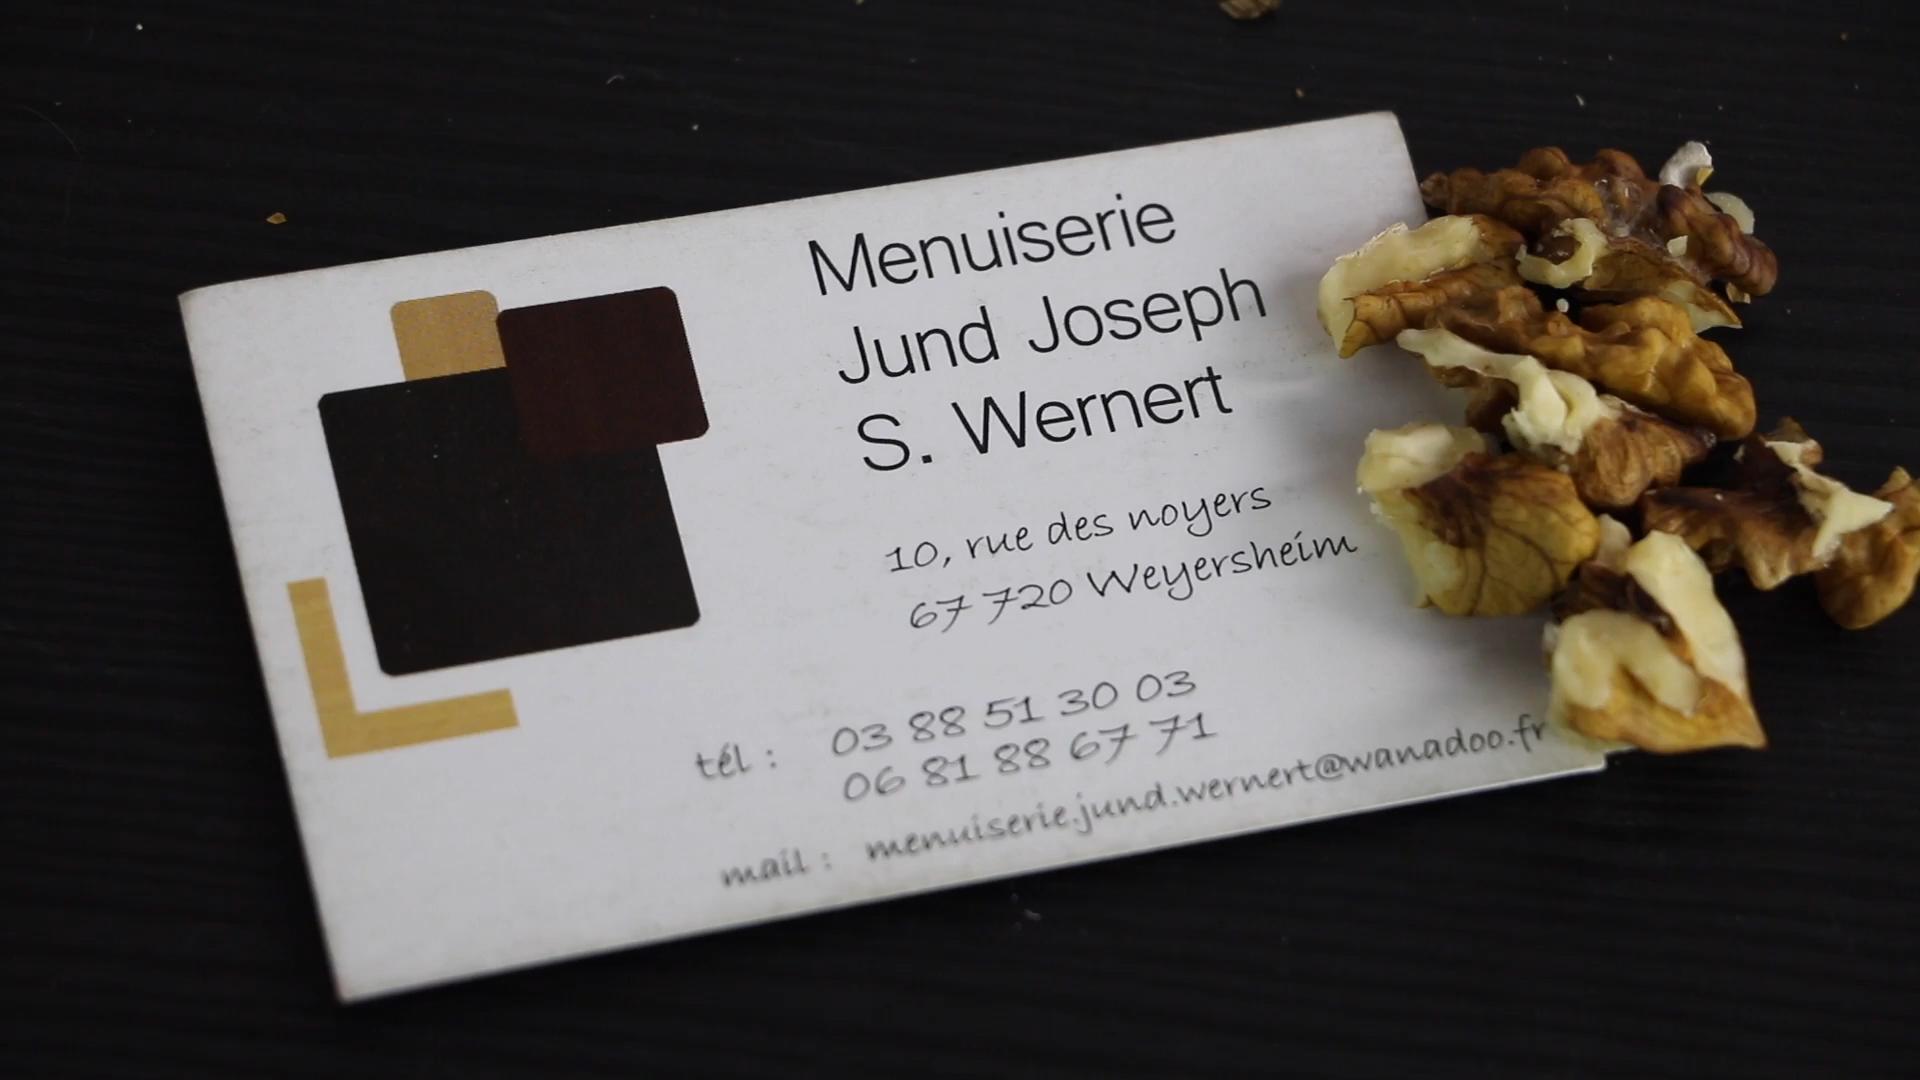 Menuiserie
Jund Joseph
S. Wernert
10, rue des noyers
67 720 Weyersheim
tél : 03 88 51 30 03
06 81 88 67 71
mail : menuiserie.jund.wernert@wanadoo.fr